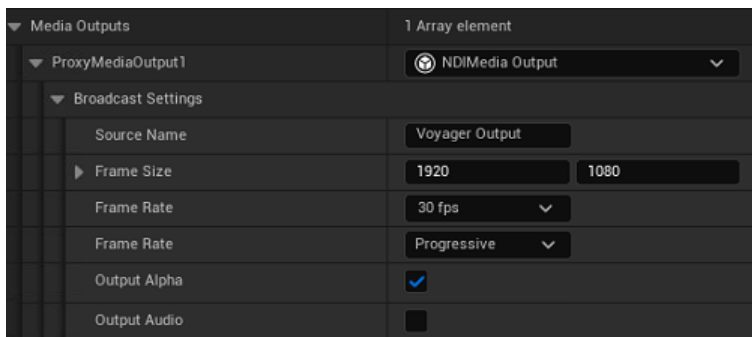 Media Outputs 1 Array element
ProxyMediaOutput1 NDIMedia Output
Broadcast Settings
Source Name Voyager Output
Frame Size 1920 1080
Frame Rate 30 fps
Frame Rate Progressive
Output Alpha
Output Audio